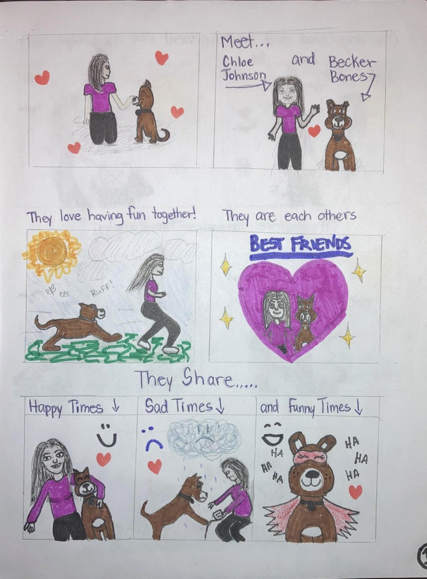 Meet...
Chloe
Johnson
and
Becker
Bones
They love having fun together!
RUFF!
They are each others
BEST FRIENDS
They Share.....
Happy Times
Sad Times
and Funny Times
HA
HA
HA
HA
HA
HA